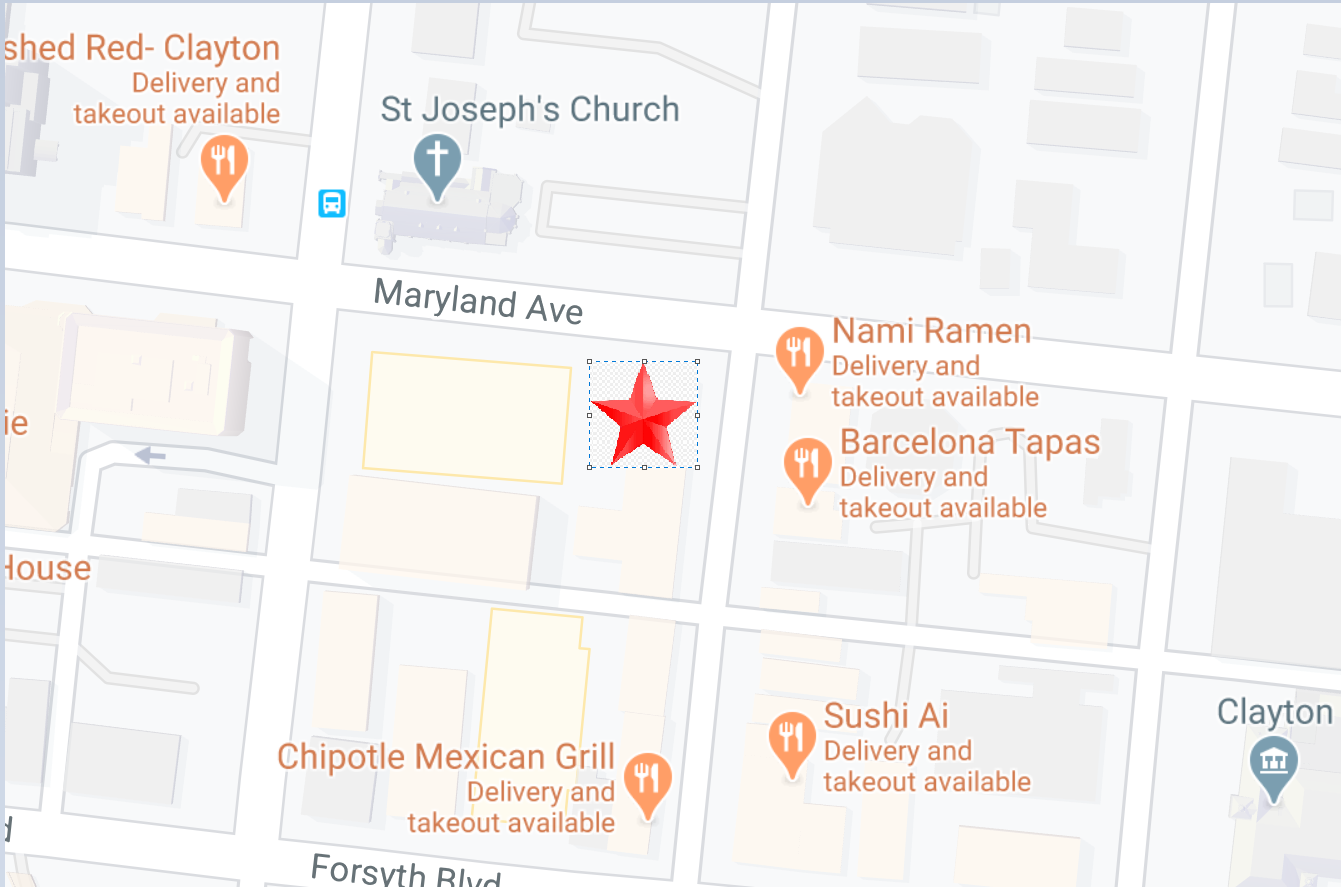 shed Red- Clayton
Delivery and
takeout available
St Joseph's Church
Maryland Ave
Nami Ramen
Delivery and
takeout available
ie
Barcelona Tapas
Delivery and
takeout available
House
Clayton
Sushi Ai
Delivery and
takeout available
Chipotle Mexican Grill
Delivery and
takeout available
d
Forsyth Blvd